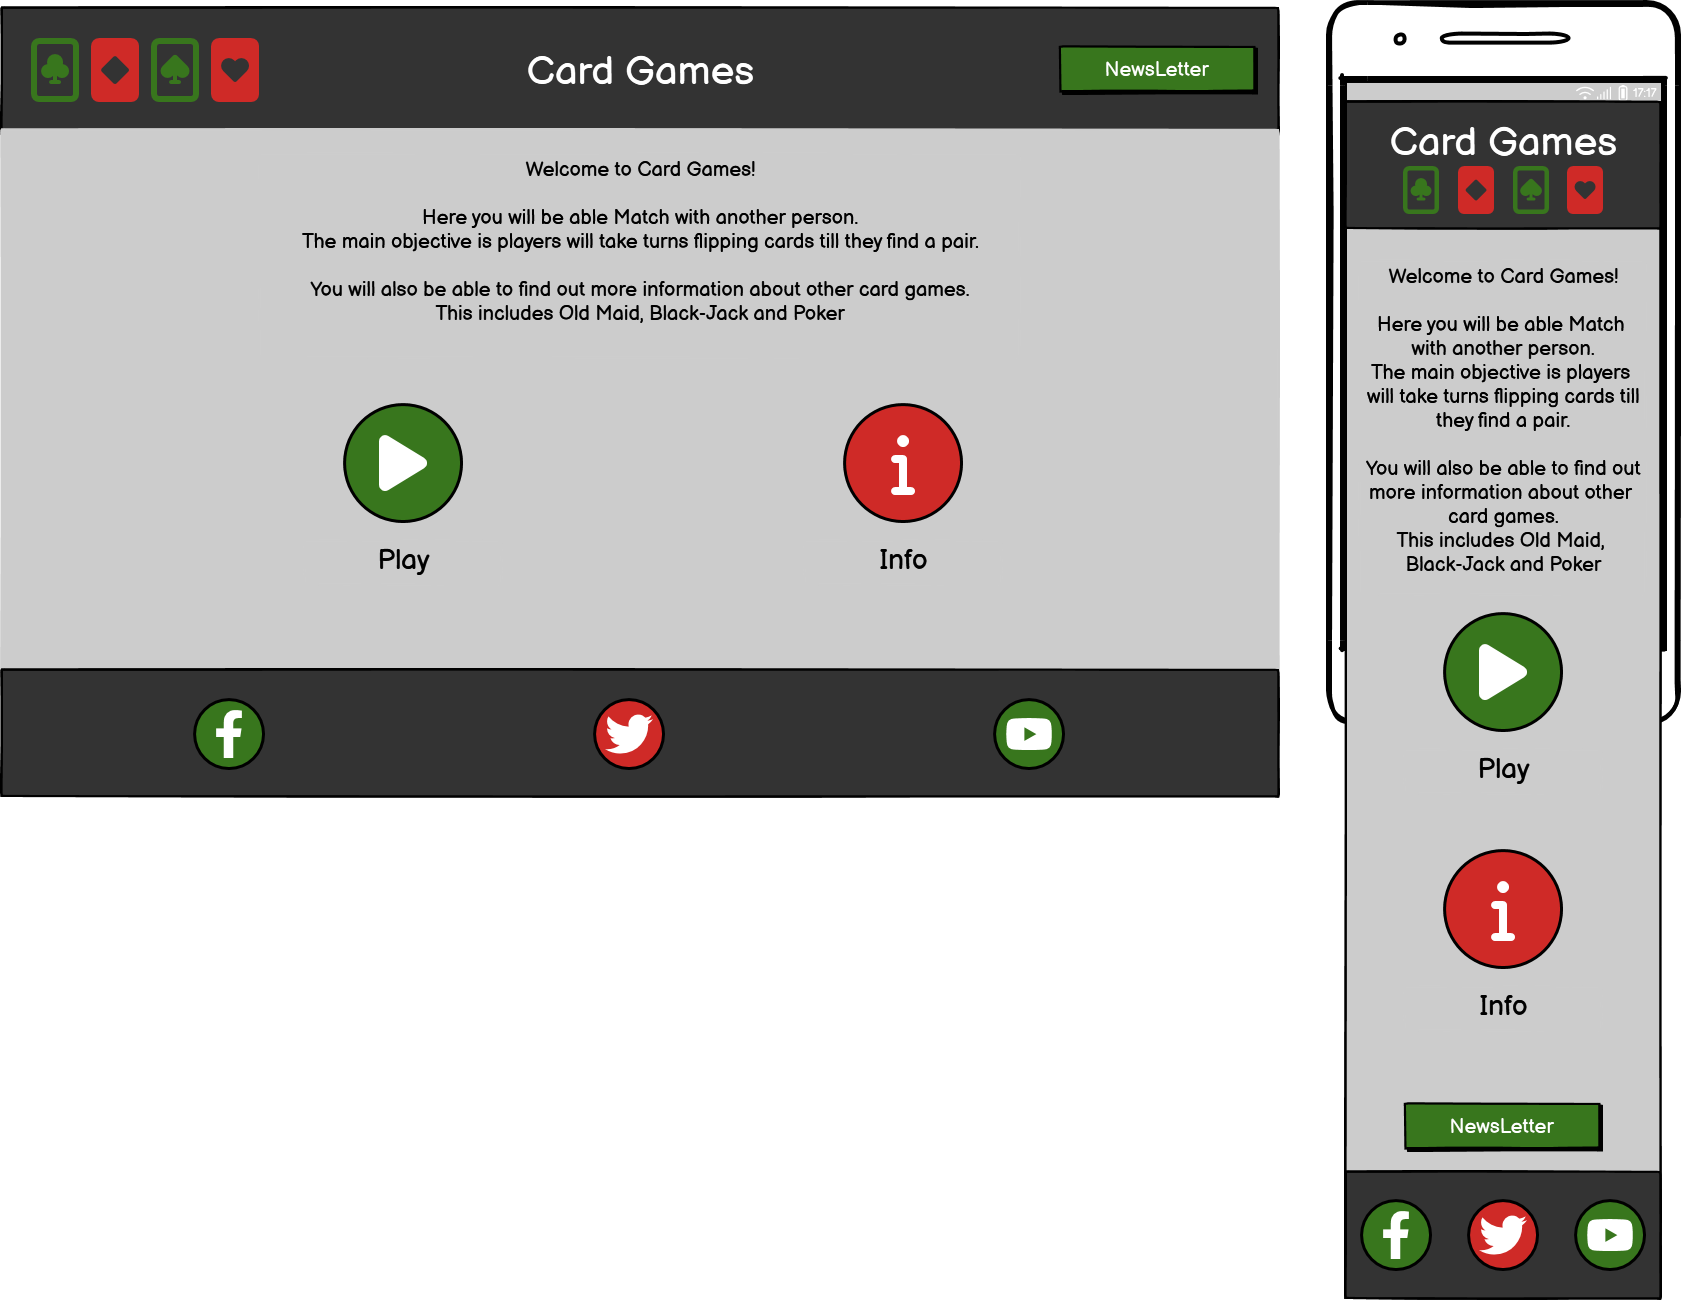 Card Games
NewsLetter
Welcome to Card Games!
Here you will be able Match with another person.
The main objective is players will take turns flipping cards till they find a pair.
You will also be able to find out more information about other card games.
This includes Old Maid, Black-Jack and Poker
Play
Info
17:17
Card Games
Welcome to Card Games!
Here you will be able Match
with another person.
The main objective is players
will take turns flipping cards till
they find a pair.
You will also be able to find out
more information about other
card games.
This includes Old Maid,
Black-Jack and Poker
Play
Info
NewsLetter